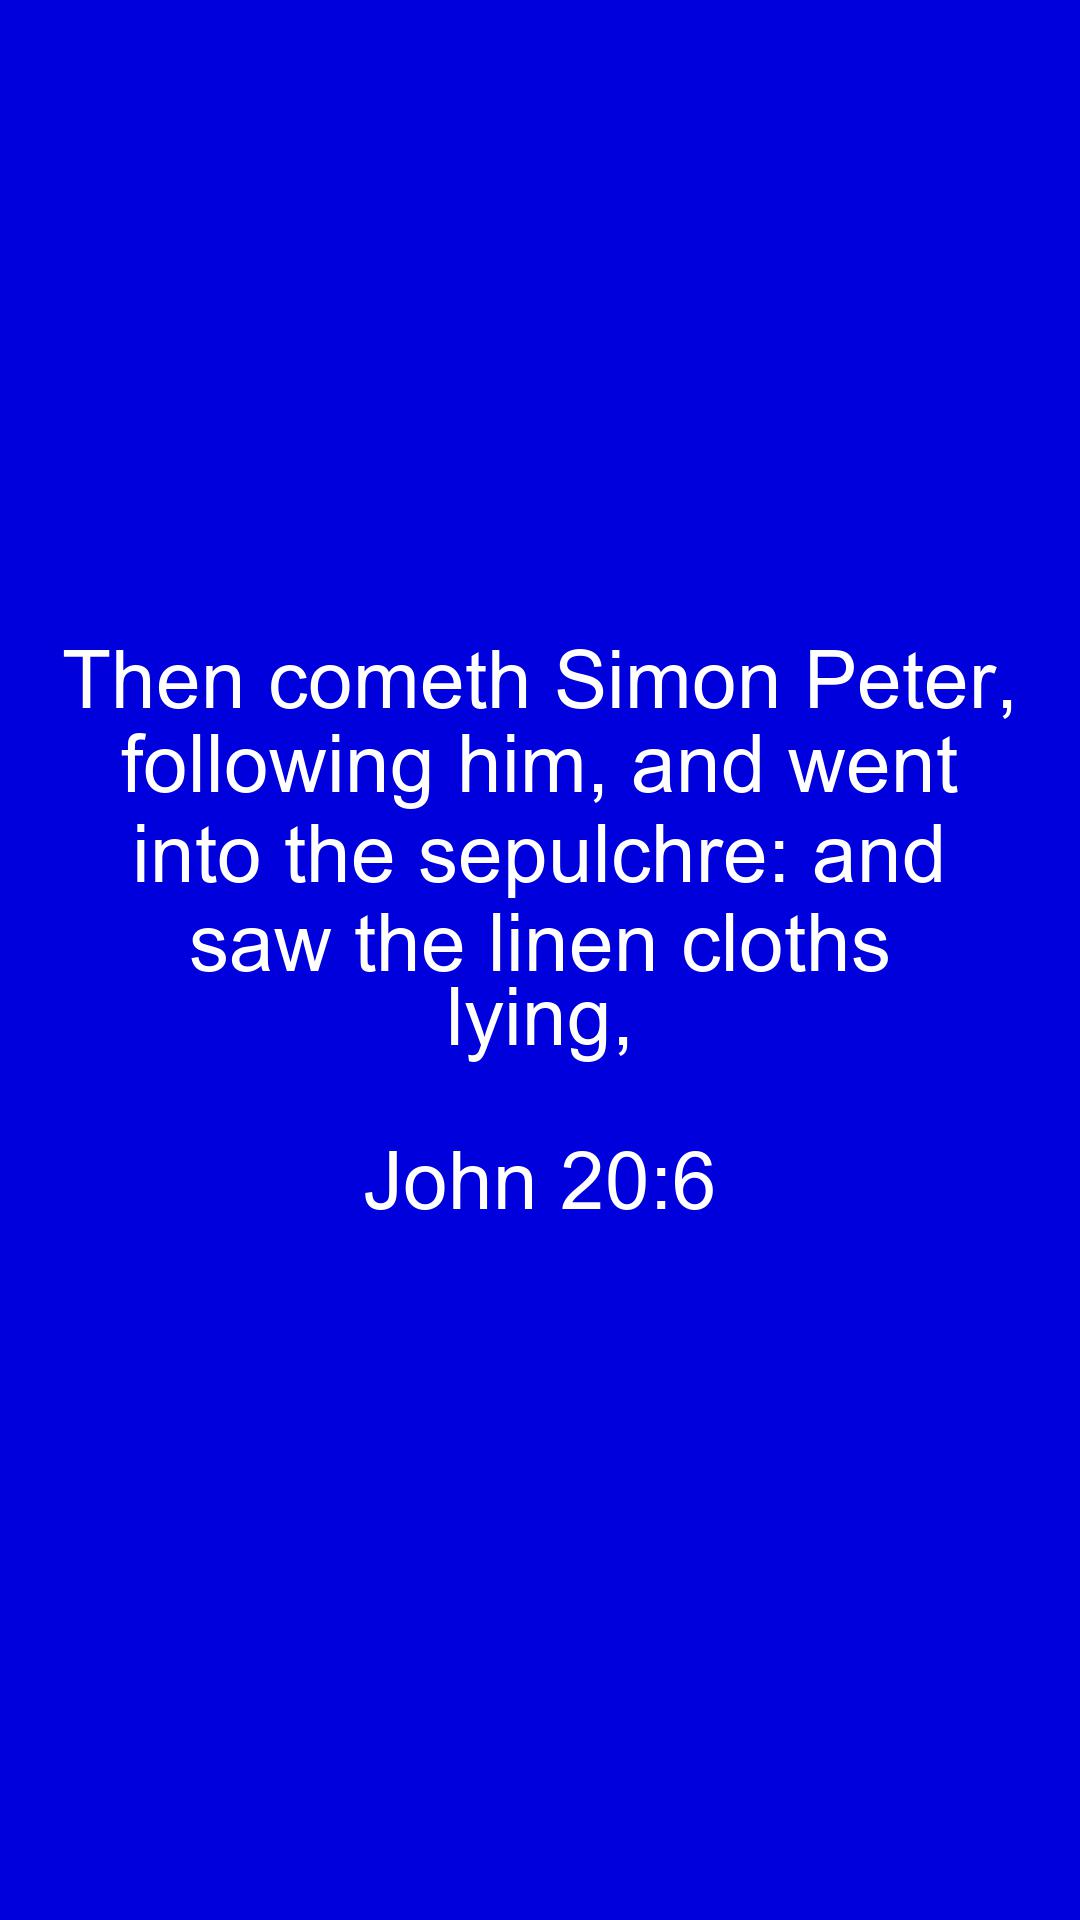 Then cometh Simon Peter,
following him, and went
into the sepulchre: and
saw the linen cloths
lying,
John 20:6